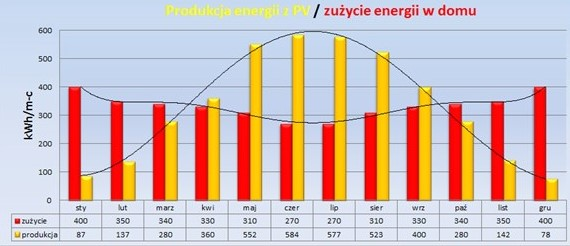 Produkcja energii z PV / zużycie energii w domu
kWh/m-c
600
500
400
300
200
100
0
sty lut marz kwi maj czer lip sier wrz paź list gru
zużycie 400 350 340 330 310 270 270 310 330 340 350 400
produkcja 87 137 280 360 552 584 577 523 400 280 142 78